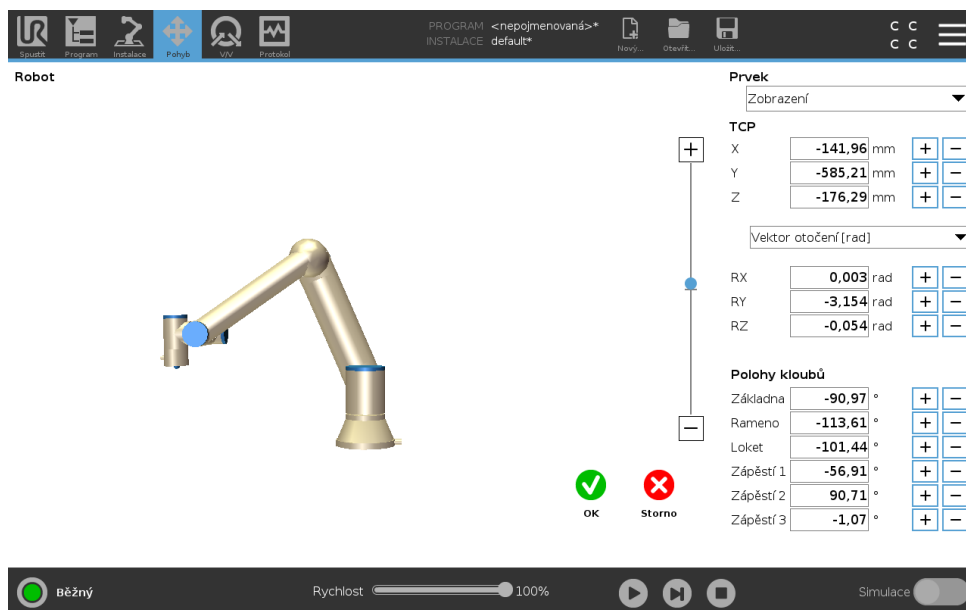 PROGRAM <nepojmenovaná>*
INSTALACE default*
Spustit
Program
Instalace
Pohyb
V/V
Protokol
Nový...
Otevřít...
Uložit...
C C
C C
Robot
Prvek
Zobrazení
TCP
X -141,96 mm + −
Y -585,21 mm + −
Z -176,29 mm + −
Vektor otočení [rad]
RX 0,003 rad + −
RY -3,154 rad + −
RZ -0,054 rad + −
Polohy kloubů
Základna -90,97 ° + −
Rameno -113,61 ° + −
Loket -101,44 ° + −
Zápěstí 1 -56,91 ° + −
Zápěstí 2 90,71 ° + −
Zápěstí 3 -1,07 ° + −
OK
Storno
Běžný
Rychlost 100%
Simulace